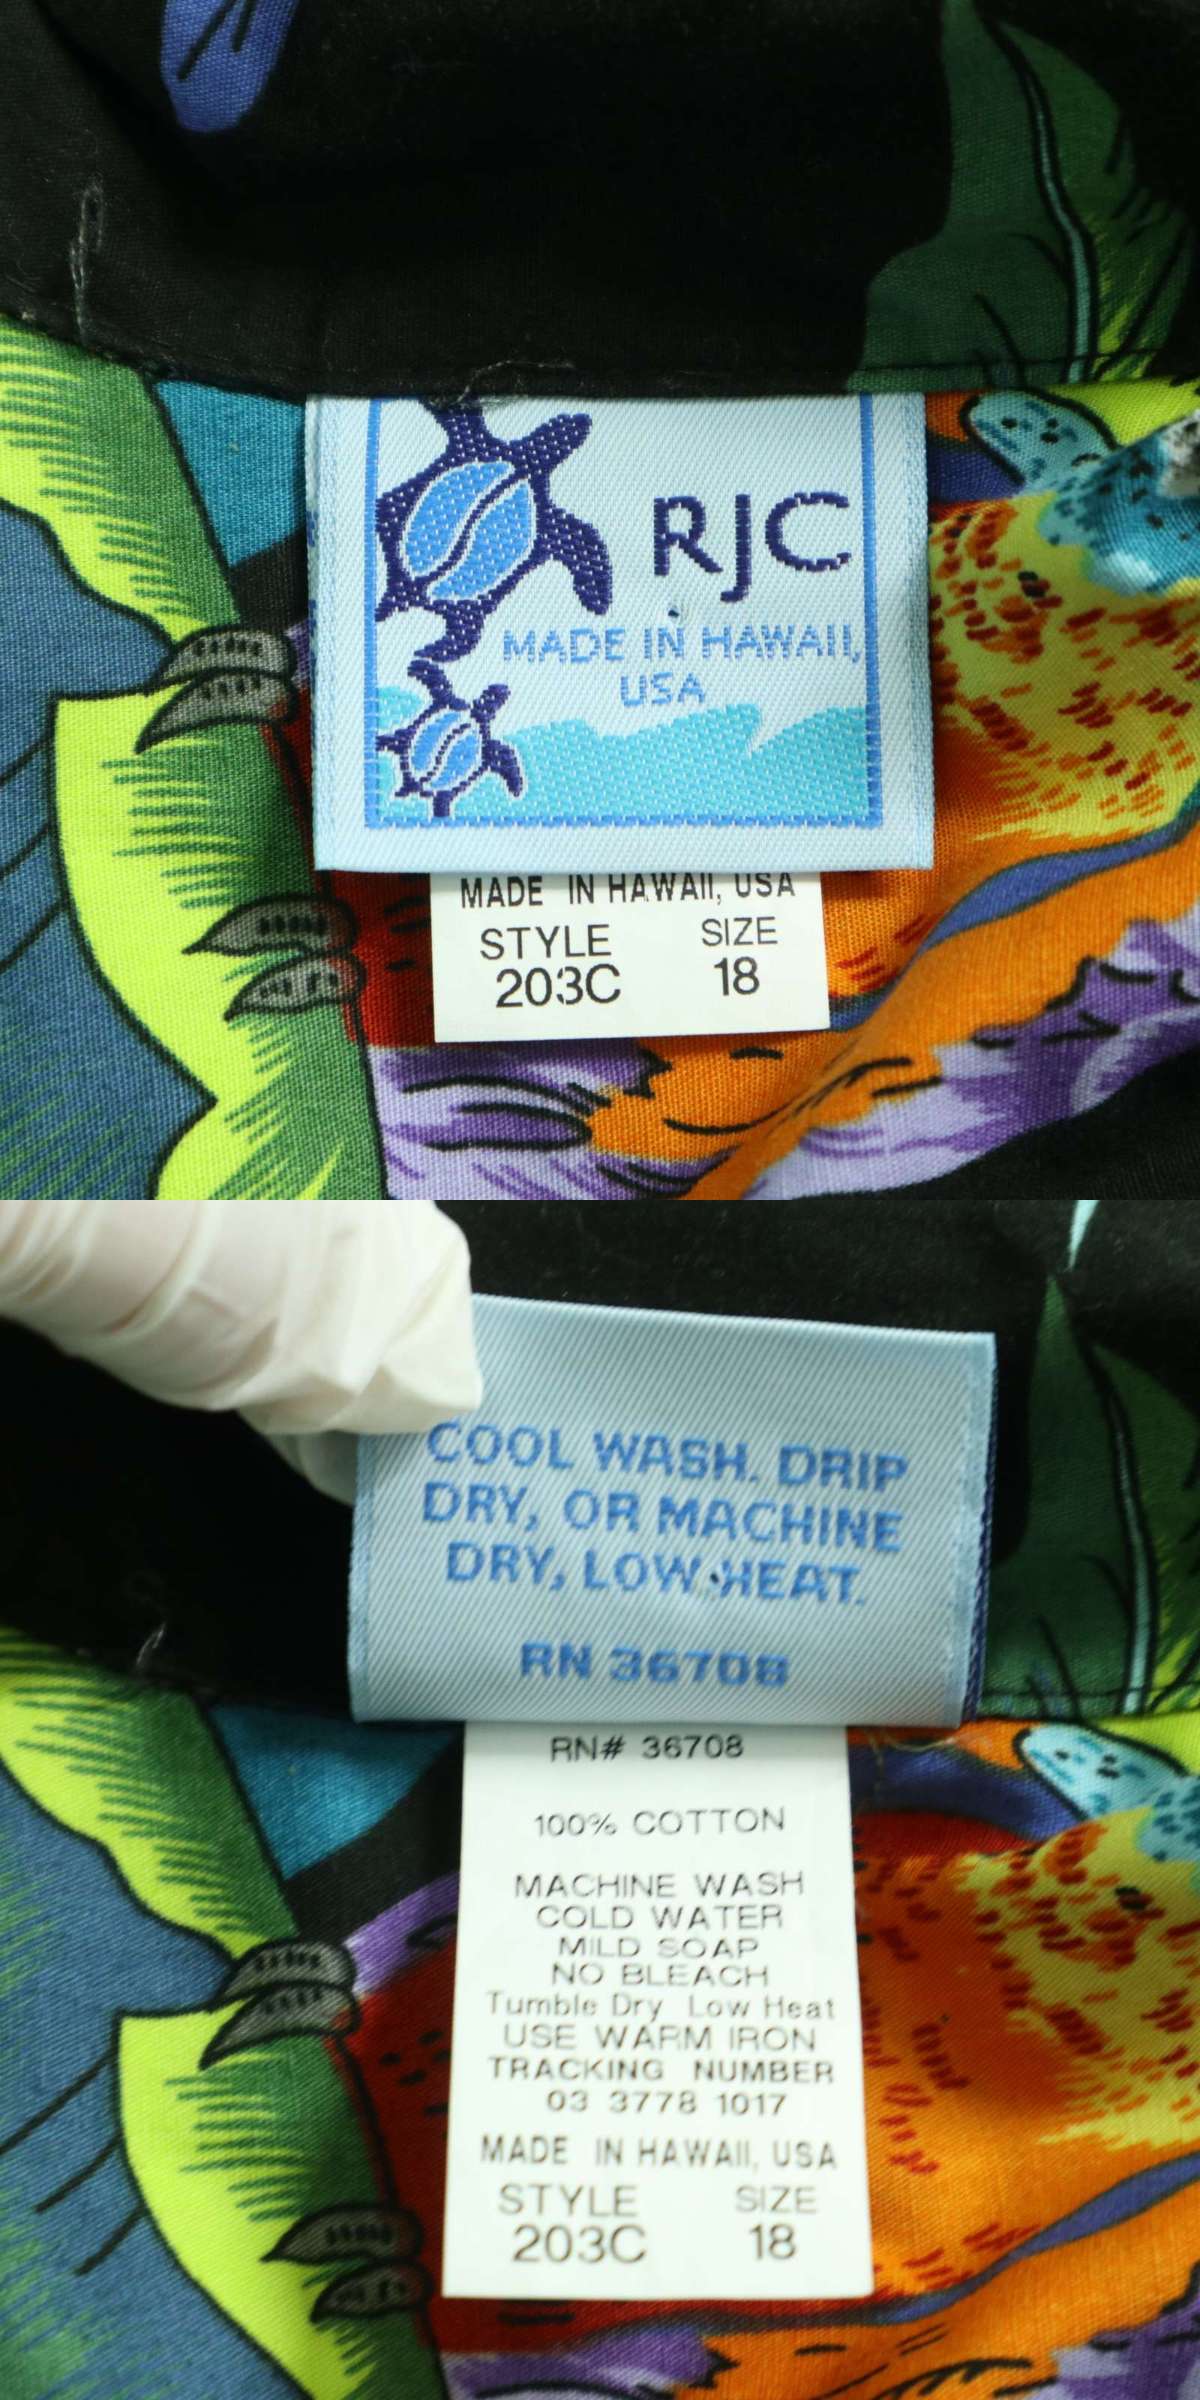 RJC
MADE IN HAWAII,
USA
MADE IN HAWAII, USA
STYLE SIZE
203C 18
COOL WASH. DRIP
DRY, OR MACHINE
DRY, LOW HEAT.
RN 36708
RN# 36708
100% COTTON
MACHINE WASH
COLD WATER
MILD SOAP
NO BLEACH
Tumble Dry Low Heat
USE WARM IRON
TRACKING NUMBER
03 3778 1017
MADE IN HAWAII, USA
STYLE SIZE
203C 18